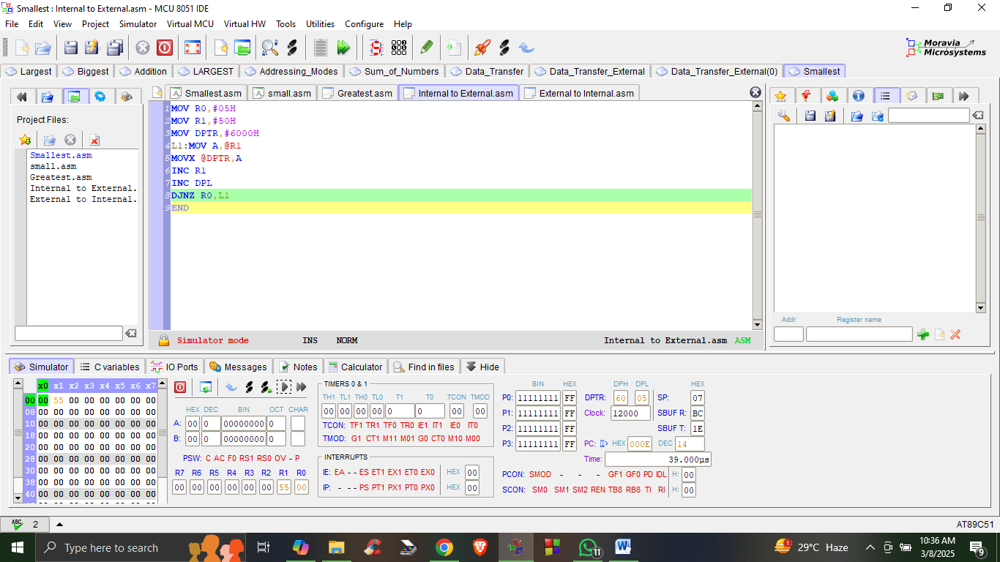 Smallest : Internal to External.asm - MCU 8051 IDE
File Edit View Project Simulator Virtual MCU Virtual HW Tools Utilities Configure Help
Moravia
Microsystems
Largest Biggest Addition LARGEST Addressing_Modes Sum_of_Numbers Data_Transfer Data_Transfer_External Data_Transfer_External(0) Smallest
Smallest.asm small.asm Greatest.asm Internal to External.asm External to Internal.asm
Project Files:
Smallest.asm
small.asm
Greatest.asm
Internal to External.
External to Internal.
1 MOV R0,#05H
2 MOV R1,#50H
3 MOV DPTR,#6000H
4 L1:MOV A,@R1
5 MOVX @DPTR,A
6 INC R1
7 INC DPL
8 DJNZ R0,L1
9 END
Addr Register name
Simulator mode INS NORM Internal to External.asm ASM
Simulator C variables IO Ports Messages Notes Calculator Find in files Hide
x0 x1 x2 x3 x4 x5 x6 x7
00 00 55 00 00 00 00 00 00
08 00 00 00 00 00 00 00 00
10 00 00 00 00 00 00 00 00
18 00 00 00 00 00 00 00 00
20 00 00 00 00 00 00 00 00
28 00 00 00 00 00 00 00 00
30 00 00 00 00 00 00 00 00
38 00 00 00 00 00 00 00 00
40 00 00 00 00 00 00 00 00
HEX DEC BIN OCT CHAR
A: 00 0 00000000 0
B: 00 0 00000000 0
PSW: C AC F0 RS1 RS0 OV - P
R7 R6 R5 R4 R3 R2 R1 R0
00 00 00 00 00 00 55 00
TIMERS 0 & 1
TH1 TL1 TH0 TL0 T1 T0 TCON TMOD
00 00 00 00 0 0 00 00
TCON: TF1 TR1 TF0 TR0 IE1 IT1 IE0 IT0
TMOD: G1 CT1 M11 M01 G0 CT0 M10 M00
INTERRUPTS
IE: EA - - ES ET1 EX1 ET0 EX0 HEX 00
IP: - - - PS PT1 PX1 PT0 PX0 HEX 00
BIN HEX DPH DPL HEX
P0: 11111111 FF DPTR: 60 05 SP: 07
P1: 11111111 FF Clock: 12000 SBUF R: BC
P2: 11111111 FF SBUF T: 1E
P3: 11111111 FF PC: HEX 000E DEC 14
Time: 39.000µs
PCON: SMOD - - - GF1 GF0 PD IDL H: 00
SCON: SM0 SM1 SM2 REN TB8 RB8 TI RI H: 00
ABC 2 AT89C51
Type here to search
11
W
1
29°C Haze
10:36 AM
3/8/2025
9